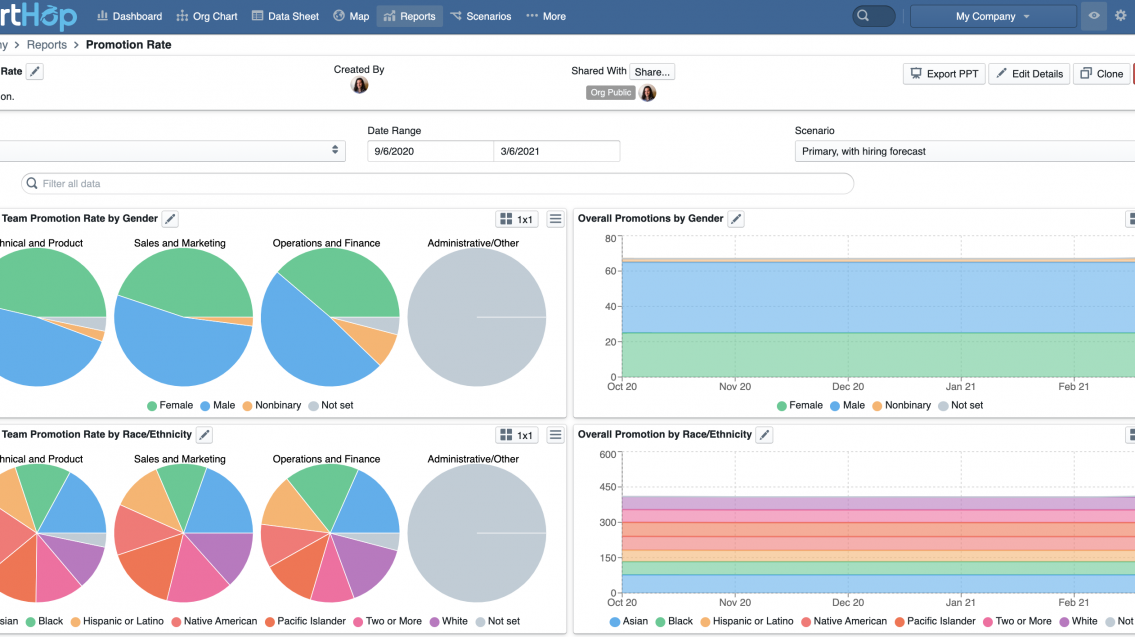 rtHop Dashboard Org Chart Data Sheet Map Reports Scenarios More My Company
ny > Reports > Promotion Rate
Rate Created By Shared With Share... Export PPT Edit Details Clone
on. Org Public
Date Range Scenario
9/6/2020 3/6/2021 Primary, with hiring forecast
Filter all data
Team Promotion Rate by Gender 1x1
hnical and Product Sales and Marketing Operations and Finance Administrative/Other
Female Male Nonbinary Not set
Overall Promotions by Gender
80
60
40
20
0
Oct 20 Nov 20 Dec 20 Jan 21 Feb 21
Female Male Nonbinary Not set
Team Promotion Rate by Race/Ethnicity 1x1
hnical and Product Sales and Marketing Operations and Finance Administrative/Other
sian Black Hispanic or Latino Native American Pacific Islander Two or More White Not set
Overall Promotion by Race/Ethnicity
600
450
300
150
0
Oct 20 Nov 20 Dec 20 Jan 21 Feb 21
Asian Black Hispanic or Latino Native American Pacific Islander Two or More White Not